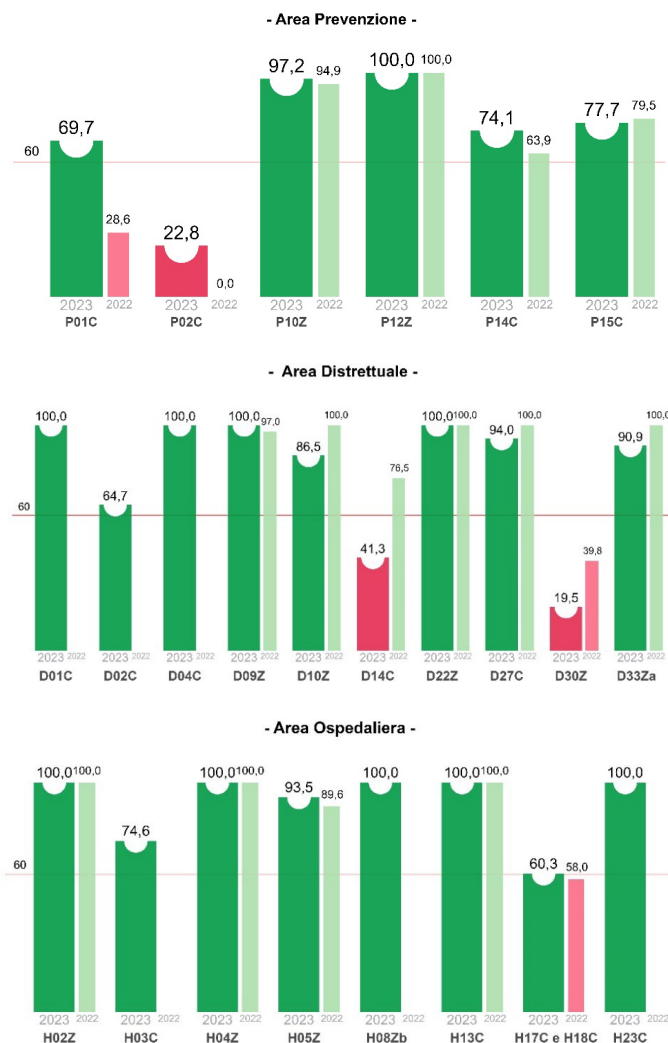 - Area Prevenzione -
97,2 94,9 100,0 100,0
69,7 74,1 63,9 77,7 79,5
60
28,6 22,8 0,0
2023 2022 2023 2022 2023 2022 2023 2022 2023 2022 2023 2022
P01C P02C P10Z P12Z P14C P15C
- Area Distrettuale -
100,0 100,0 100,0 97,0 86,5 100,0 100,0 100,0 94,0 100,0 90,9 100,0
64,7 76,5
60
41,3 19,5 39,8
2023 2022 2023 2022 2023 2022 2023 2022 2023 2022 2023 2022 2023 2022 2023 2022 2023 2022 2023 2022
D01C D02C D04C D09Z D10Z D14C D22Z D27C D30Z D33Za
- Area Ospedaliera -
100,0 100,0 100,0 100,0 93,5 89,6 100,0 100,0 100,0 100,0
74,6
60 60,3 58,0
2023 2022 2023 2022 2023 2022 2023 2022 2023 2022 2023 2022 2023 2022 2023 2022
H02Z H03C H04Z H05Z H08Zb H13C H17C e H18C H23C